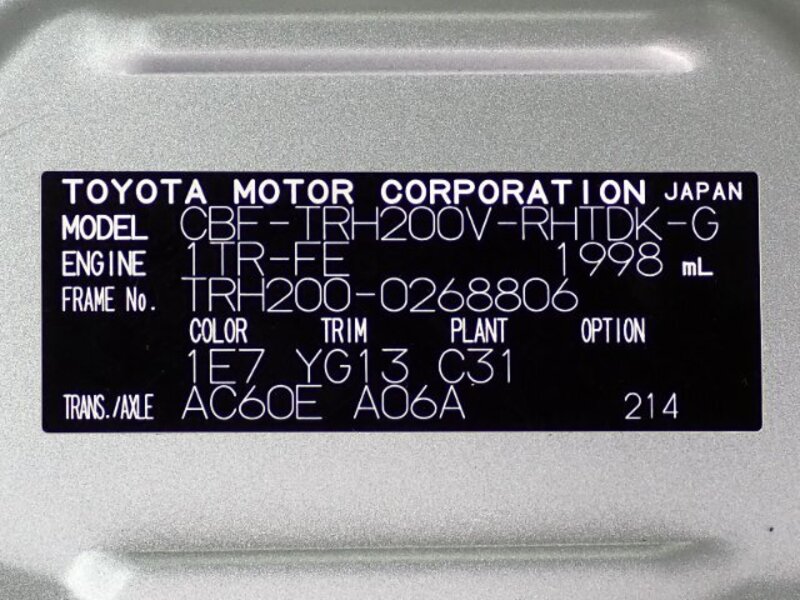 TOYOTA MOTOR CORPORATION JAPAN
MODEL CBF-TRH200V-RHTDK-G
ENGINE 1TR-FE 1998 mL
FRAME No. TRH200-0268806
COLOR TRIM PLANT OPTION
1E7 YG13 C31
TRANS./AXLE AC60E A06A 214